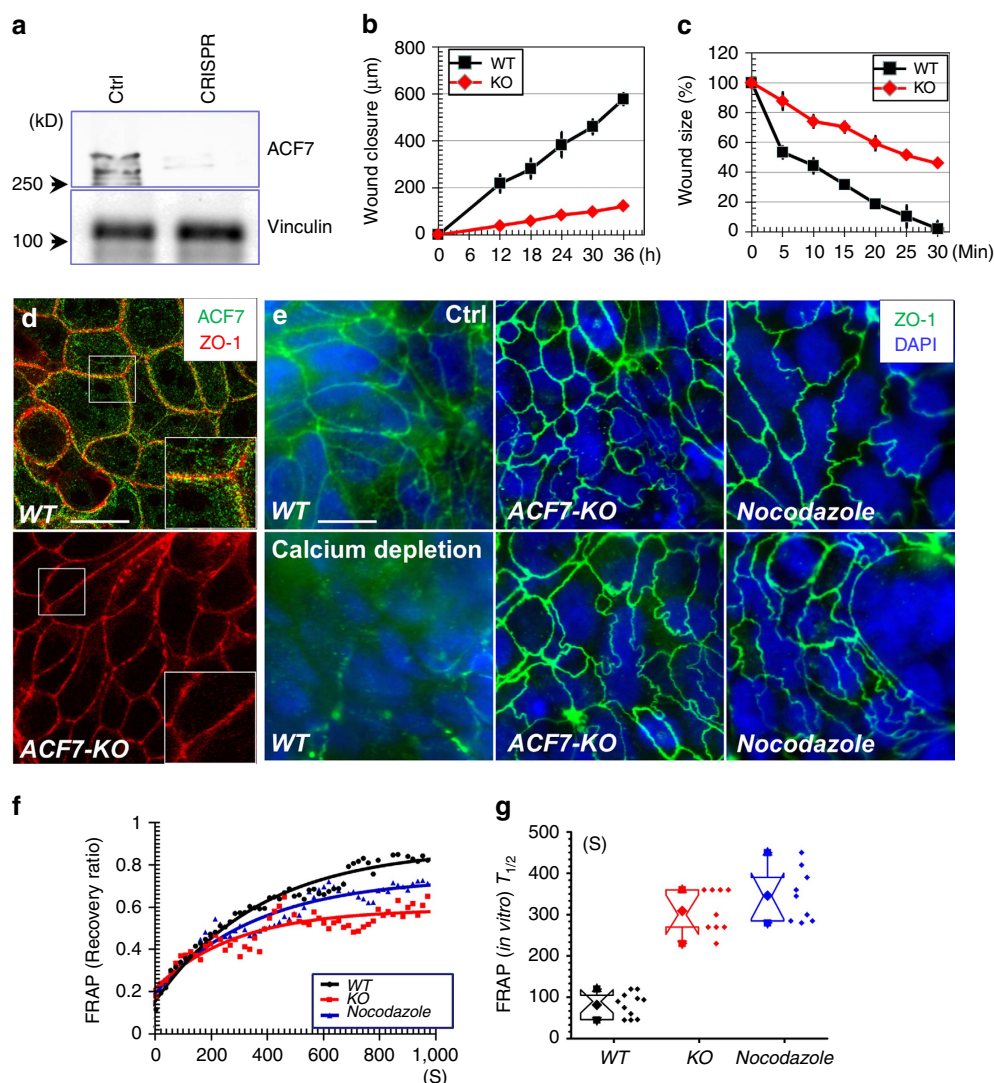 a
Ctrl
CRISPR
(kD)
ACF7
250
Vinculin
100
b
800
600
400
200
0
Wound closure (μm)
WT
KO
0 6 12 18 24 30 36 (h)
c
120
100
80
60
40
20
0
Wound size (%)
WT
KO
0 5 10 15 20 25 30 (Min)
d
ACF7
ZO-1
WT
ACF7-KO
e
Ctrl
ZO-1
DAPI
WT
ACF7-KO
Nocodazole
Calcium depletion
WT
ACF7-KO
Nocodazole
f
1
0.8
0.6
0.4
0.2
0
FRAP (Recovery ratio)
WT
KO
Nocodazole
0 200 400 600 800 1,000
(S)
g
500
400
300
200
100
0
FRAP (in vitro) T1/2
(S)
WT KO Nocodazole